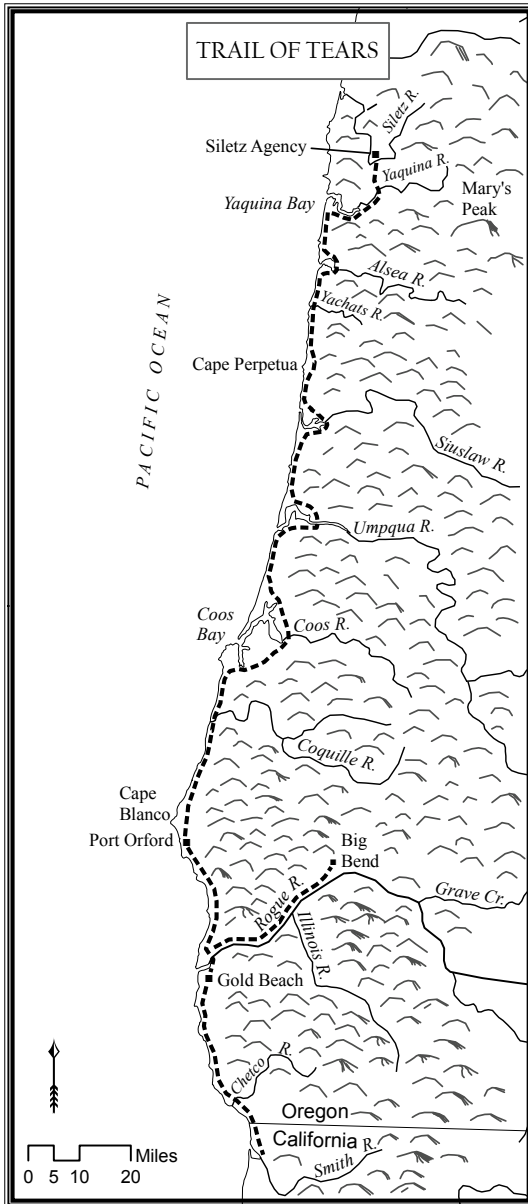 TRAIL OF TEARS
Siletz R.
Siletz Agency
Yaquina R.
Yaquina Bay
Mary's
Peak
Alsea R.
Yachats R.
PACIFIC OCEAN
Cape Perpetua
Siuslaw R.
Umpqua R.
Coos
Bay
Coos R.
Coquille R.
Cape
Blanco
Port Orford
Big
Bend
Rogue R.
Grave Cr.
Illinois R.
Gold Beach
Chetco R.
Oregon
California
Smith R.
Miles
0 5 10 20